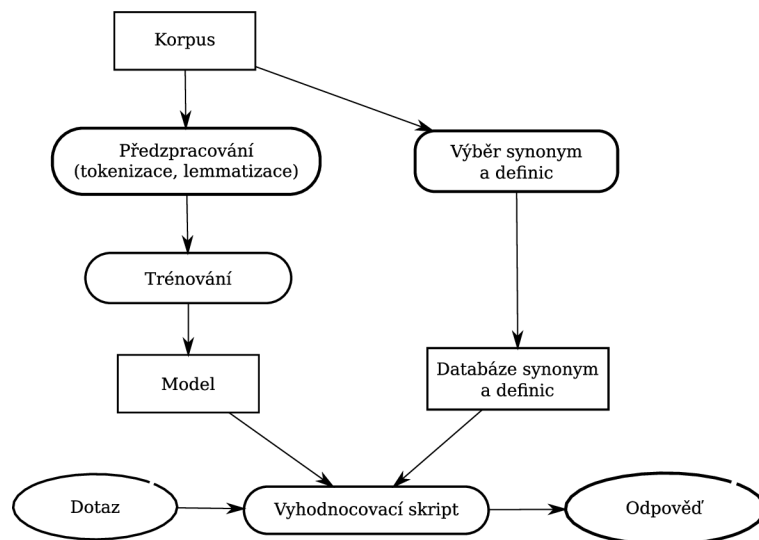 Korpus
Předzpracování
(tokenizace, lemmatizace)
Výběr synonym
a definic
Trénování
Model
Databáze synonym
a definic
Dotaz
Vyhodnocovací skript
Odpověď